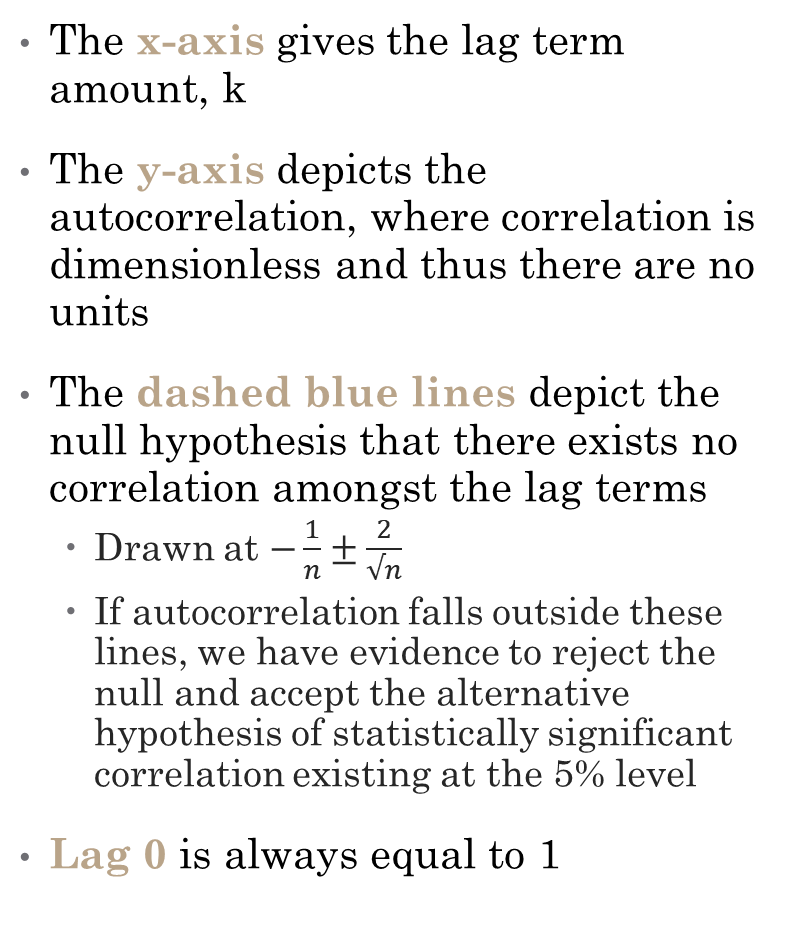 • The x-axis gives the lag term
amount, k
• The y-axis depicts the
autocorrelation, where correlation is
dimensionless and thus there are no
units
• The dashed blue lines depict the
null hypothesis that there exists no
correlation amongst the lag terms
• Drawn at −1/n ± 2/√n
• If autocorrelation falls outside these
lines, we have evidence to reject the
null and accept the alternative
hypothesis of statistically significant
correlation existing at the 5% level
• Lag 0 is always equal to 1